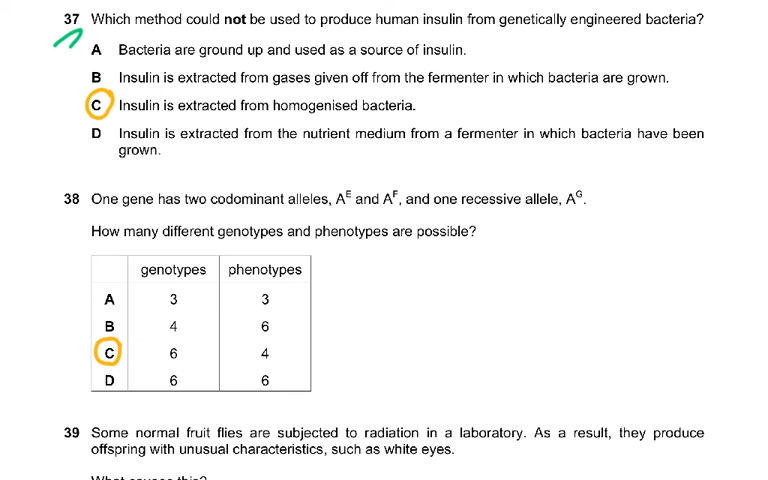 37 Which method could not be used to produce human insulin from genetically engineered bacteria?
A Bacteria are ground up and used as a source of insulin.
B Insulin is extracted from gases given off from the fermenter in which bacteria are grown.
C Insulin is extracted from homogenised bacteria.
D Insulin is extracted from the nutrient medium from a fermenter in which bacteria have been
grown.
38 One gene has two codominant alleles, Aᴱ and Aꟳ, and one recessive allele, Aᴳ.
How many different genotypes and phenotypes are possible?
genotypes phenotypes
A 3 3
B 4 6
C 6 4
D 6 6
39 Some normal fruit flies are subjected to radiation in a laboratory. As a result, they produce
offspring with unusual characteristics, such as white eyes.
What causes this?